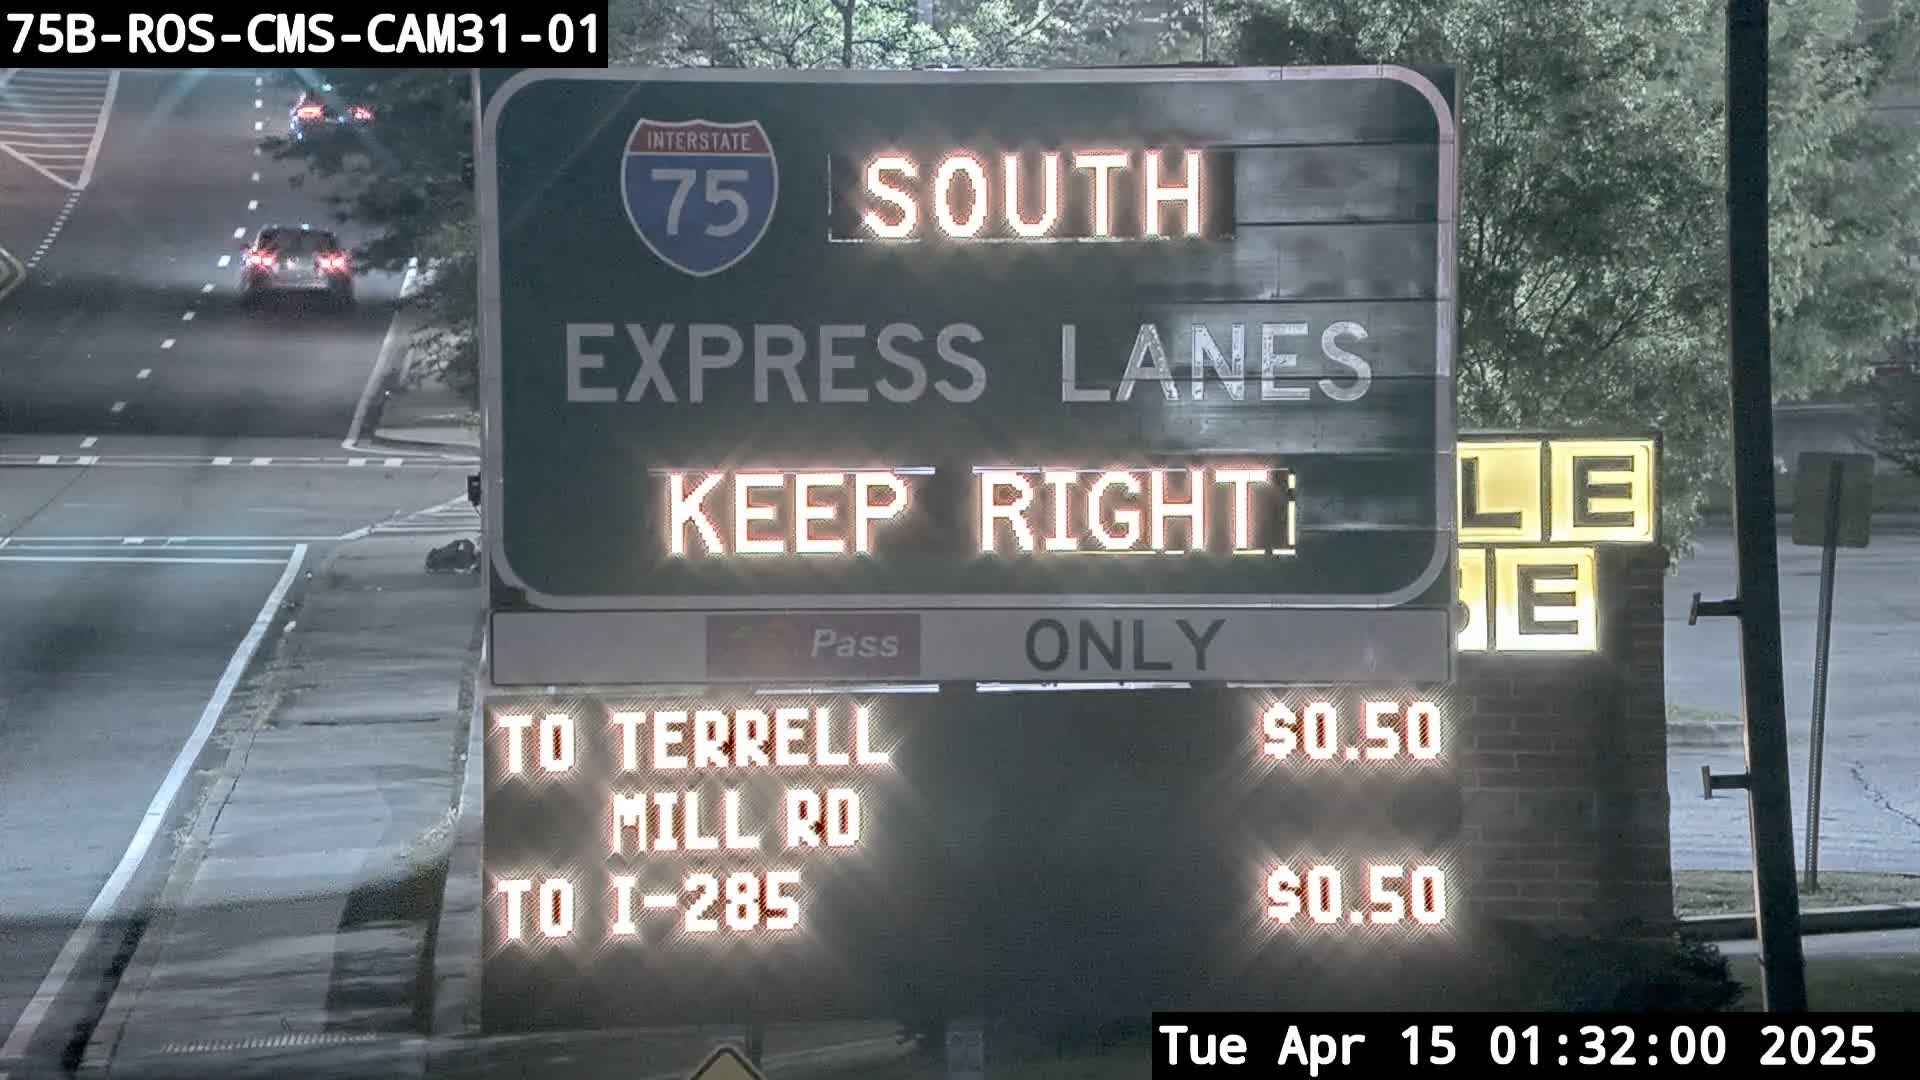 75B-ROS-CMS-CAM31-01
INTERSTATE
75
SOUTH
EXPRESS LANES
KEEP RIGHT
LE
E
Pass ONLY
TO TERRELL $0.50
MILL RD
TO I-285 $0.50
Tue Apr 15 01:32:00 2025